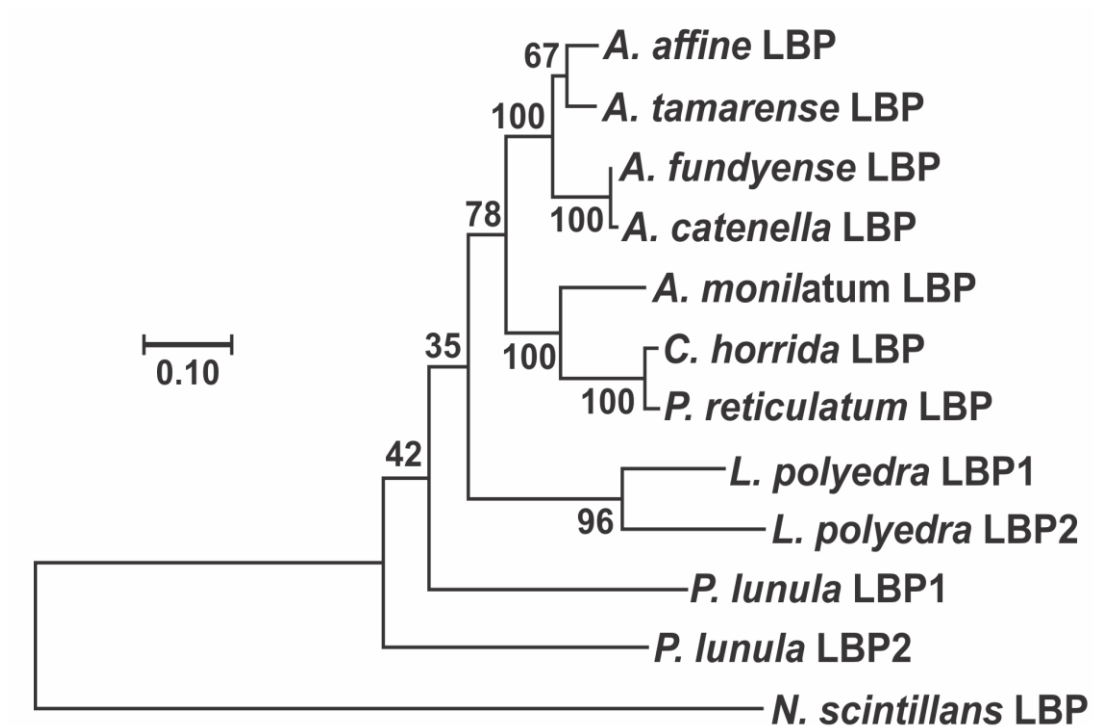 67
A. affine LBP
A. tamarense LBP
100
A. fundyense LBP
100
A. catenella LBP
78
A. monilatum LBP
100
C. horrida LBP
100
P. reticulatum LBP
35
0.10
L. polyedra LBP1
96
L. polyedra LBP2
42
P. lunula LBP1
P. lunula LBP2
N. scintillans LBP